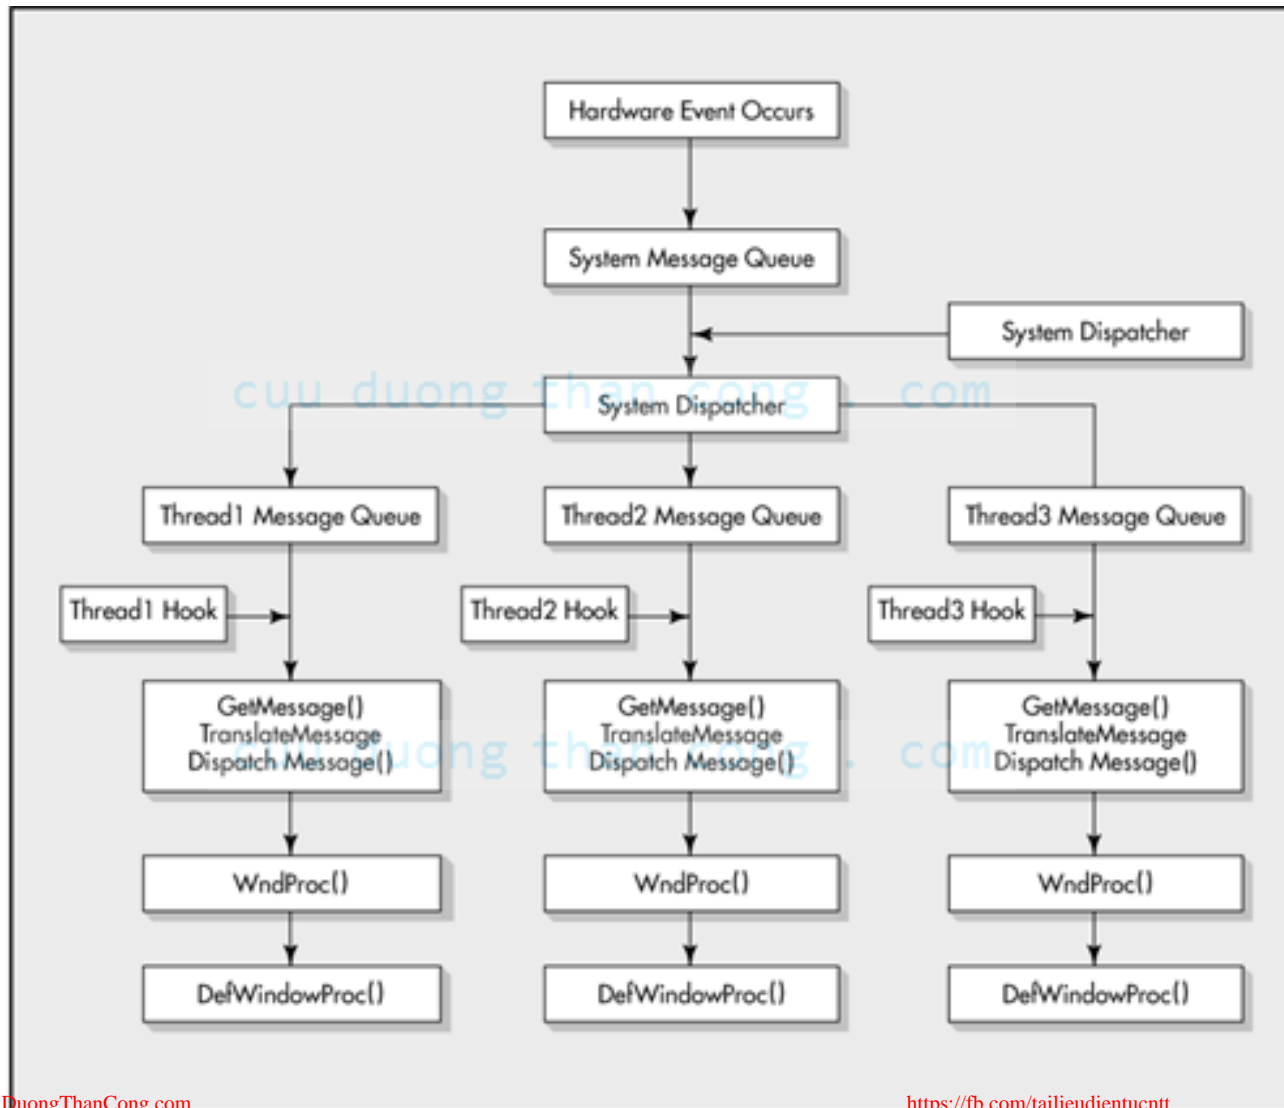 Hardware Event Occurs
System Message Queue
System Dispatcher
cuu duong than cong . com
System Dispatcher
Thread1 Message Queue
Thread2 Message Queue
Thread3 Message Queue
Thread1 Hook
Thread2 Hook
Thread3 Hook
GetMessage()
TranslateMessage
Dispatch Message()
GetMessage()
TranslateMessage
Dispatch Message()
GetMessage()
TranslateMessage
Dispatch Message()
cuu duong than cong . com
WndProc()
WndProc()
WndProc()
DefWindowProc()
DefWindowProc()
DefWindowProc()
DuongThanCong.com
https://fb.com/tailieudientucntt